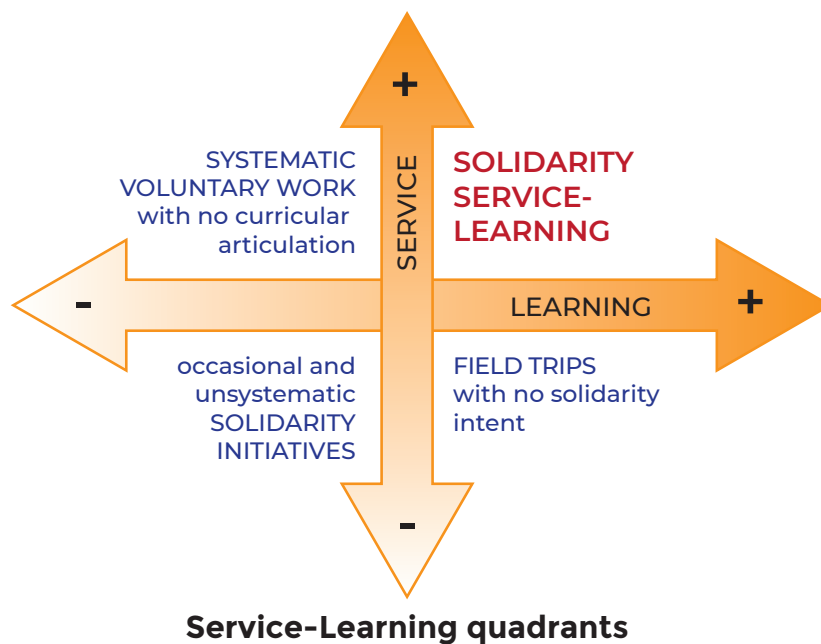 +
SYSTEMATIC
VOLUNTARY WORK
with no curricular
articulation
SERVICE
SOLIDARITY
SERVICE-
LEARNING
-
LEARNING
+
occasional and
unsystematic
SOLIDARITY
INITIATIVES
FIELD TRIPS
with no solidarity
intent
-
Service-Learning quadrants